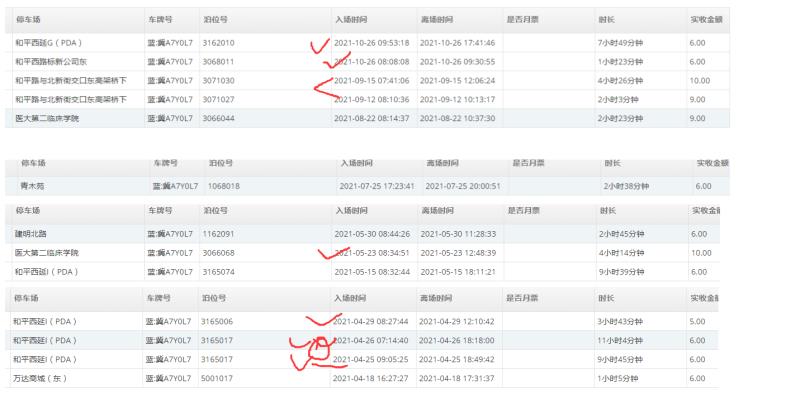 停车场 车牌号 泊位号 入场时间 离场时间 是否月票 时长 实收金额
和平西延G（PDA） 蓝:冀A7Y0L7 3162010 2021-10-26 09:53:18 2021-10-26 17:41:46 7小时49分钟 6.00
和平西路标新公司东 蓝:冀A7Y0L7 3068011 2021-10-26 08:08:08 2021-10-26 09:30:55 1小时23分钟 6.00
和平路与北新街交口东高架桥下 蓝:冀A7Y0L7 3071030 2021-09-15 07:41:06 2021-09-15 12:06:24 4小时26分钟 10.00
和平路与北新街交口东高架桥下 蓝:冀A7Y0L7 3071027 2021-09-12 08:10:36 2021-09-12 10:13:17 2小时3分钟 9.00
医大第二临床学院 蓝:冀A7Y0L7 3066044 2021-08-22 08:14:37 2021-08-22 10:37:30 2小时23分钟 9.00
停车场 车牌号 泊位号 入场时间 离场时间 是否月票 时长 实收金额
青木苑 蓝:冀A7Y0L7 1068018 2021-07-25 17:23:41 2021-07-25 20:00:51 2小时38分钟 6.00
停车场 车牌号 泊位号 入场时间 离场时间 是否月票 时长 实收金
建明北路 蓝:冀A7Y0L7 1162091 2021-05-30 08:44:26 2021-05-30 11:28:33 2小时45分钟 6.00
医大第二临床学院 蓝:冀A7Y0L7 3066068 2021-05-23 08:34:51 2021-05-23 12:48:39 4小时14分钟 10.00
和平西延I（PDA） 蓝:冀A7Y0L7 3165074 2021-05-15 08:32:44 2021-05-15 18:11:21 9小时39分钟 6.00
停车场 车牌号 泊位号 入场时间 离场时间 是否月票 时长 实收金
和平西延I（PDA） 蓝:冀A7Y0L7 3165006 2021-04-29 08:27:44 2021-04-29 12:10:42 3小时43分钟 5.00
和平西延I（PDA） 蓝:冀A7Y0L7 3165017 2021-04-26 07:14:40 2021-04-26 18:18:00 11小时4分钟 6.00
和平西延I（PDA） 蓝:冀A7Y0L7 3165017 2021-04-25 09:05:25 2021-04-25 18:49:42 9小时45分钟 6.00
万达商城（东） 蓝:冀A7Y0L7 5001017 2021-04-18 16:27:27 2021-04-18 17:31:37 1小时5分钟 6.00